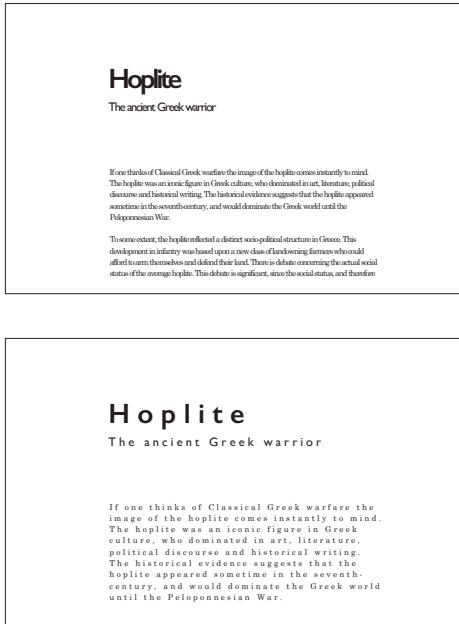 Hoplite
The ancient Greek warrior
If one thinks of Classical Greek warfare the image of the hoplite comes instantly to mind.
The hoplite was an iconic figure in Greek culture, who dominated in art, literature, political
discourse and historical writing. The historical evidence suggests that the hoplite appeared
sometime in the seventh-century, and would dominate the Greek world until the
Peloponnesian War.
To some extent, the hoplite reflected a distinct socio-political structure in Greece. This
development in infantry was based upon a new class of landowning farmers who could
afford to arm themselves and defend their land. There is debate concerning the actual social
status of the average hoplite. This debate is significant, since the social status, and therefore
Hoplite
The ancient Greek warrior
If one thinks of Classical Greek warfare the
image of the hoplite comes instantly to mind.
The hoplite was an iconic figure in Greek
culture, who dominated in art, literature,
political discourse and historical writing.
The historical evidence suggests that the
hoplite appeared sometime in the seventh-
century, and would dominate the Greek world
until the Peloponnesian War.